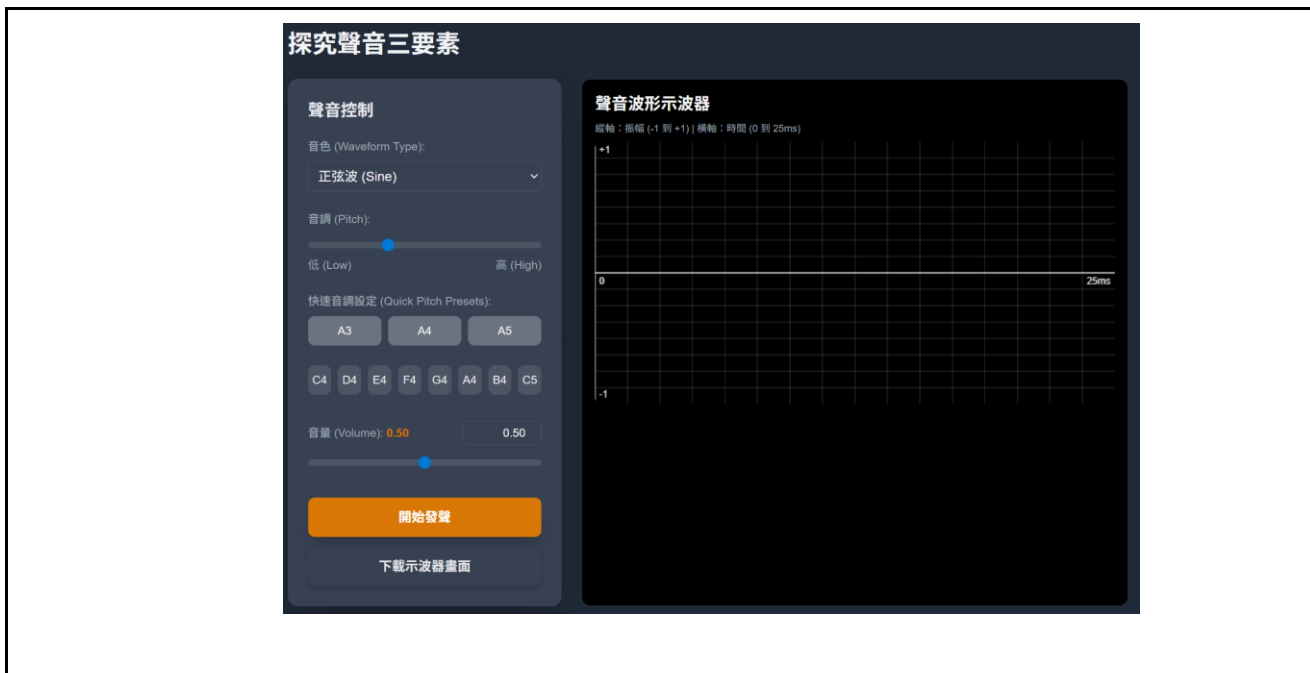 探究聲音三要素
聲音控制
音色 (Waveform Type):
正弦波 (Sine)
音調 (Pitch):
低 (Low)
高 (High)
快速音調設定 (Quick Pitch Presets):
A3 A4 A5
C4 D4 E4 F4 G4 A4 B4 C5
音量 (Volume): 0.50
0.50
開始發聲
下載示波器畫面
聲音波形示波器
縱軸：振幅 (-1 到 +1) | 橫軸：時間 (0 到 25ms)
+1
0
25ms
-1